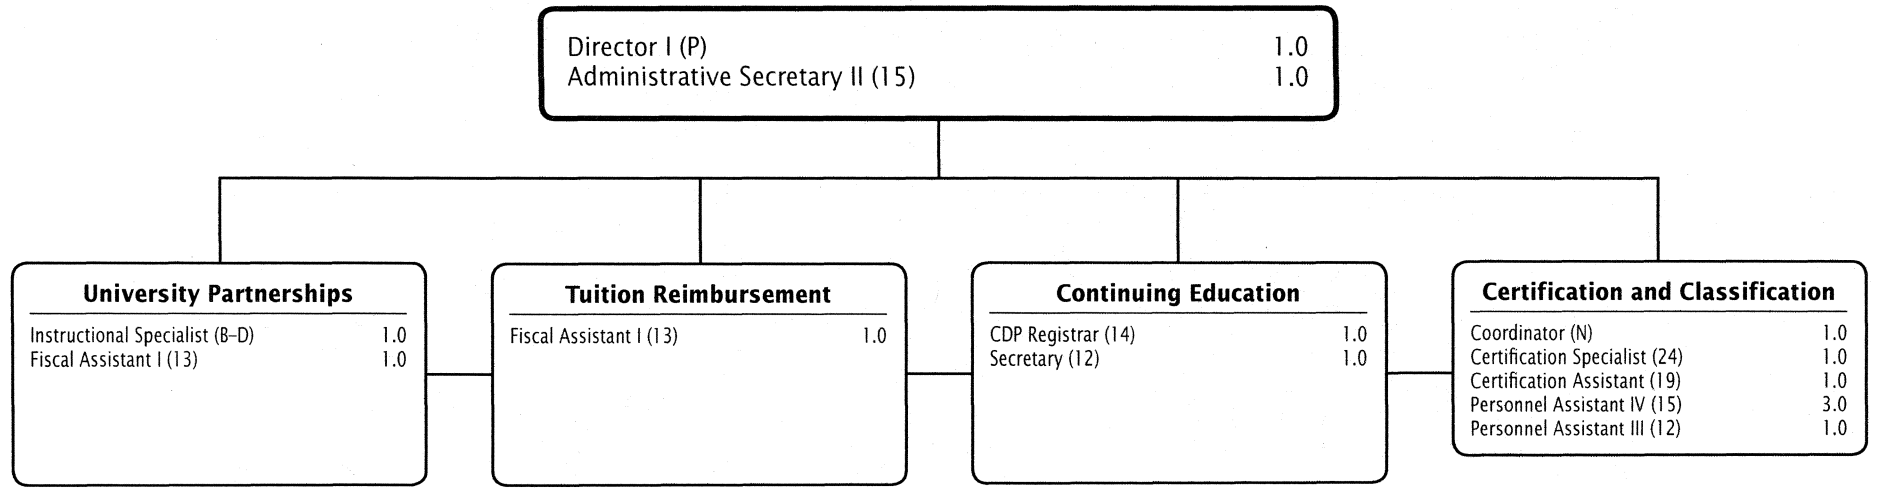 Director I (P) 1.0
Administrative Secretary II (15) 1.0
University Partnerships
Instructional Specialist (B–D) 1.0
Fiscal Assistant I (13) 1.0
Tuition Reimbursement
Fiscal Assistant I (13) 1.0
Continuing Education
CDP Registrar (14) 1.0
Secretary (12) 1.0
Certification and Classification
Coordinator (N) 1.0
Certification Specialist (24) 1.0
Certification Assistant (19) 1.0
Personnel Assistant IV (15) 3.0
Personnel Assistant III (12) 1.0